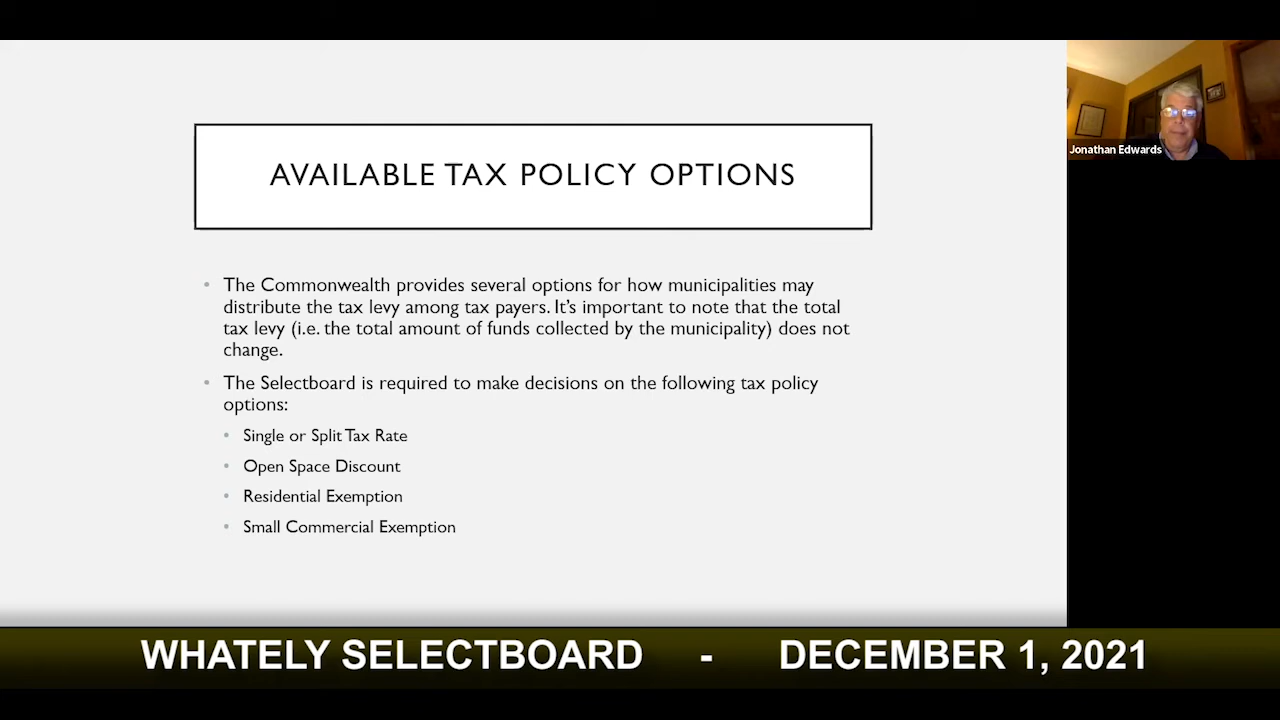 AVAILABLE TAX POLICY OPTIONS
Jonathan Edwards
• The Commonwealth provides several options for how municipalities may
distribute the tax levy among tax payers. It’s important to note that the total
tax levy (i.e. the total amount of funds collected by the municipality) does not
change.
• The Selectboard is required to make decisions on the following tax policy
options:
• Single or Split Tax Rate
• Open Space Discount
• Residential Exemption
• Small Commercial Exemption
WHATELY SELECTBOARD - DECEMBER 1, 2021